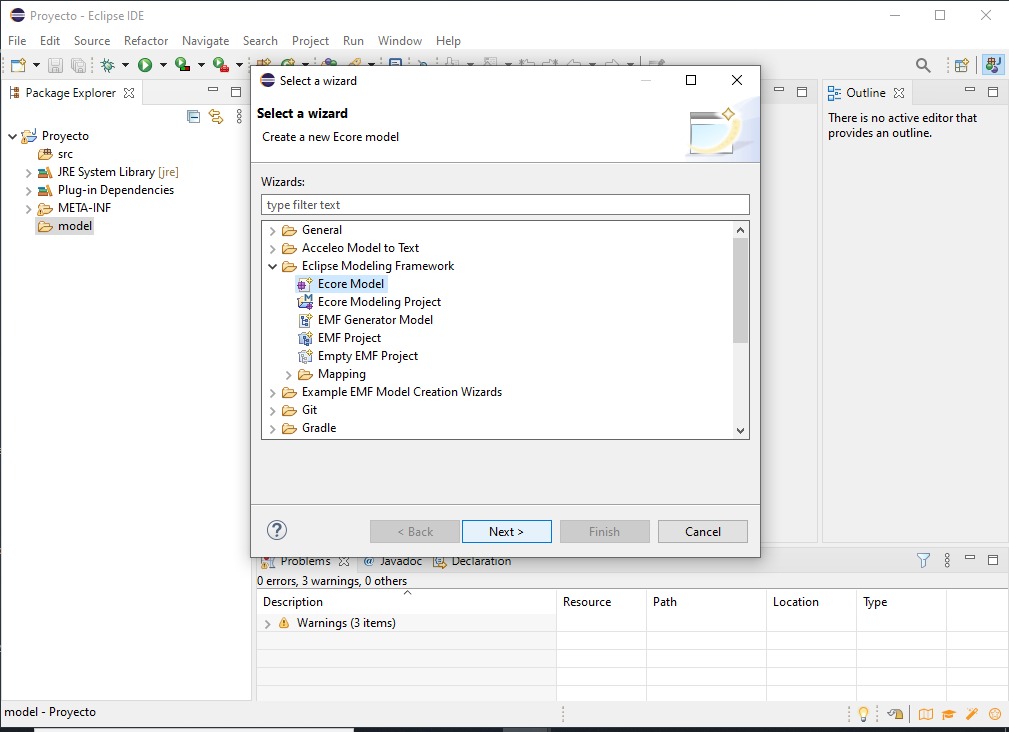 Proyecto - Eclipse IDE
File Edit Source Refactor Navigate Search Project Run Window Help
Package Explorer
Proyecto
src
JRE System Library [jre]
Plug-in Dependencies
META-INF
model
Select a wizard
Select a wizard
Create a new Ecore model
Wizards:
type filter text
General
Acceleo Model to Text
Eclipse Modeling Framework
Ecore Model
Ecore Modeling Project
EMF Generator Model
EMF Project
Empty EMF Project
Mapping
Example EMF Model Creation Wizards
Git
Gradle
< Back Next > Finish Cancel
Outline
There is no active editor that
provides an outline.
Problems Javadoc Declaration
0 errors, 3 warnings, 0 others
Description Resource Path Location Type
Warnings (3 items)
model - Proyecto